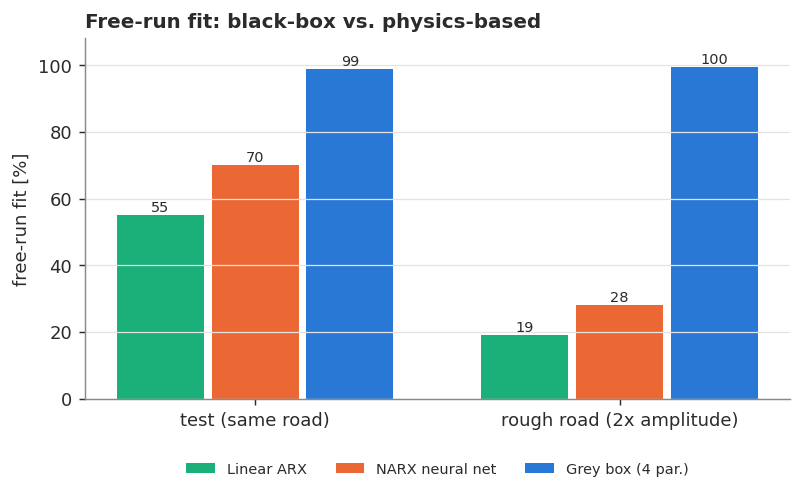 Free-run fit: black-box vs. physics-based
free-run fit [%]
100
80
60
40
20
0
55
70
99
19
28
100
test (same road)
rough road (2x amplitude)
Linear ARX
NARX neural net
Grey box (4 par.)